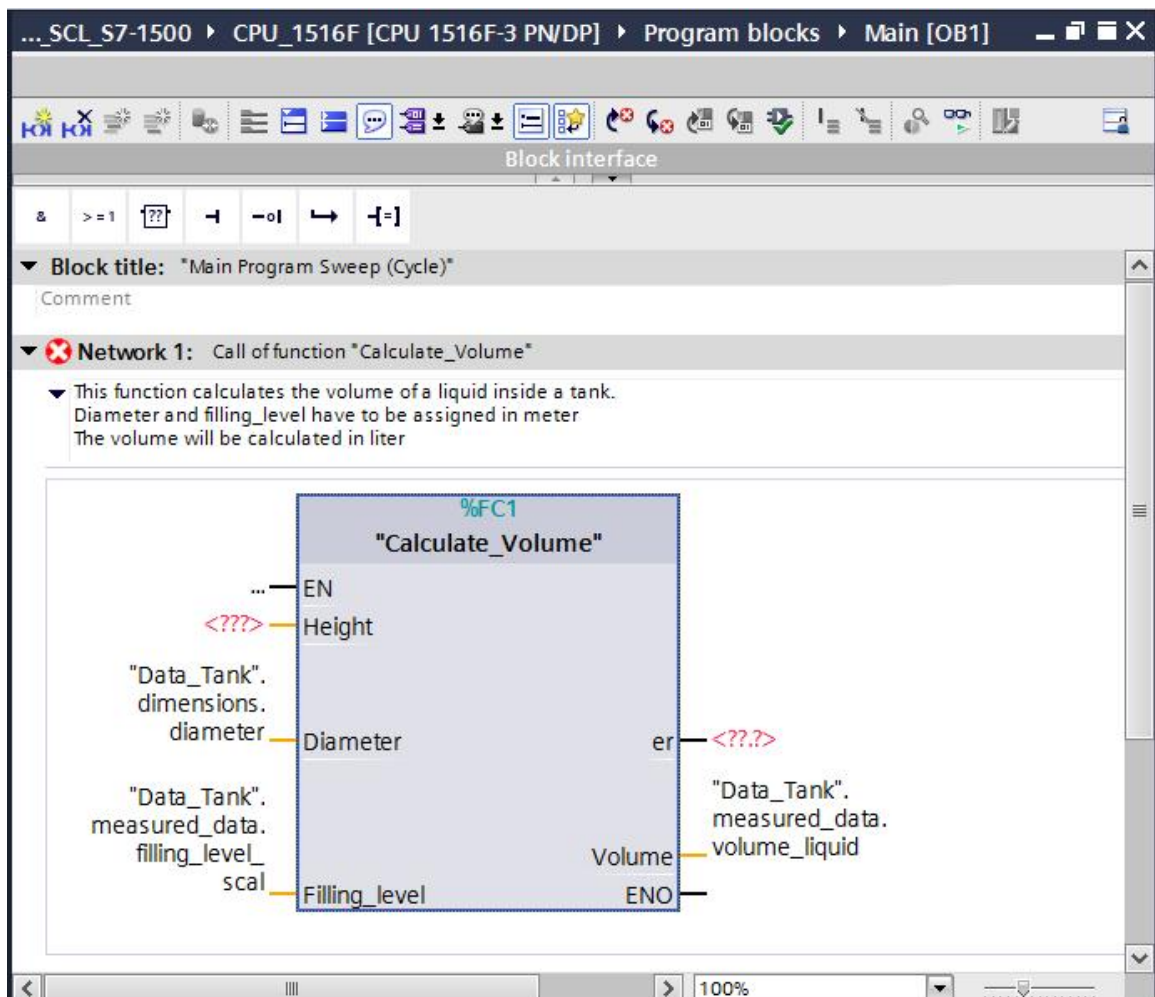 ..._SCL_S7-1500 ▸ CPU_1516F [CPU 1516F-3 PN/DP] ▸ Program blocks ▸ Main [OB1]
Block interface
& >=1 ?? -[=]
Block title: "Main Program Sweep (Cycle)"
Comment
Network 1: Call of function "Calculate_Volume"
This function calculates the volume of a liquid inside a tank.
Diameter and filling_level have to be assigned in meter
The volume will be calculated in liter
%FC1
"Calculate_Volume"
... EN
<???> Height
"Data_Tank".
dimensions.
diameter Diameter
er <??.?>
"Data_Tank".
measured_data.
filling_level_
scal Filling_level
"Data_Tank".
measured_data.
volume_liquid
Volume
ENO
100%